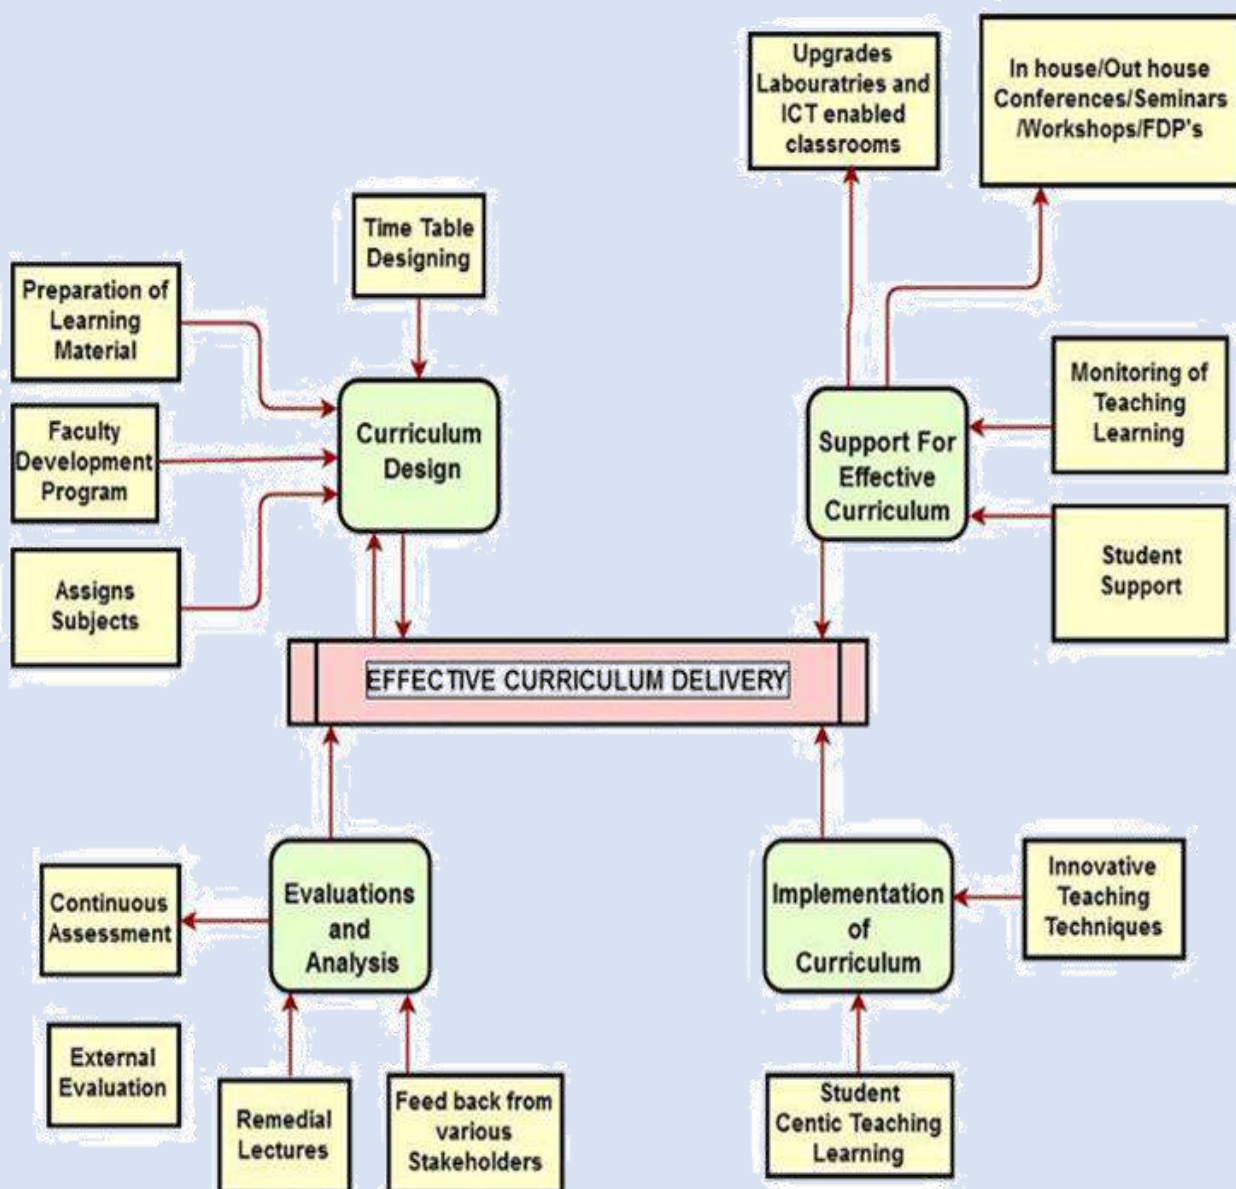 Upgrades
Labouratries and
ICT enabled
classrooms
In house/Out house
Conferences/Seminars
/Workshops/FDP's
Time Table
Designing
Preparation of
Learning
Material
Faculty
Development
Program
Assigns
Subjects
Curriculum
Design
Support For
Effective
Curriculum
Monitoring of
Teaching
Learning
Student
Support
EFFECTIVE CURRICULUM DELIVERY
Continuous
Assessment
Evaluations
and
Analysis
External
Evaluation
Remedial
Lectures
Feed back from
various
Stakeholders
Implementation
of
Curriculum
Innovative
Teaching
Techniques
Student
Centic Teaching
Learning